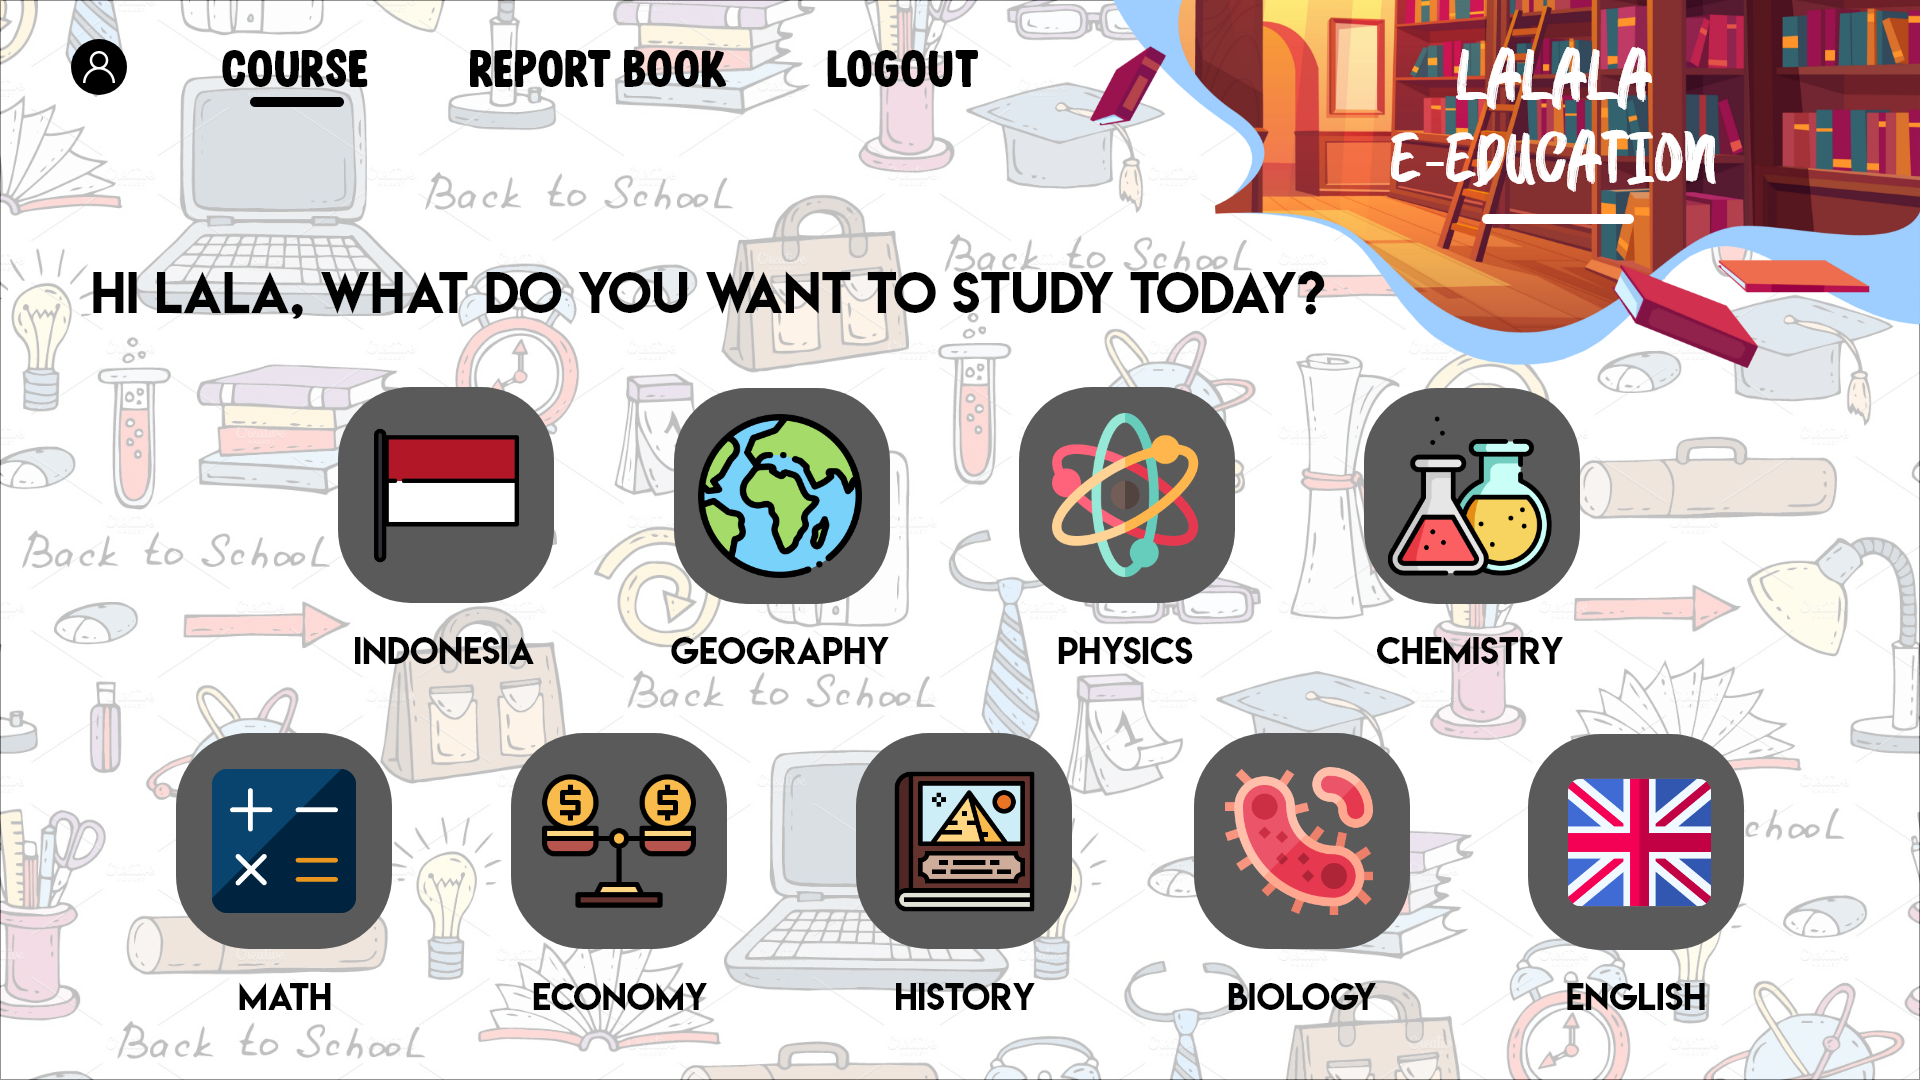 COURSE REPORT BOOK LOGOUT
LALALA
E-EDUCATION
Back to School
Back to School
HI LALA, WHAT DO YOU WANT TO STUDY TODAY?
Back to School
INDONESIA GEOGRAPHY PHYSICS CHEMISTRY
Back to School
1
chool
MATH ECONOMY HISTORY BIOLOGY ENGLISH
Back to School